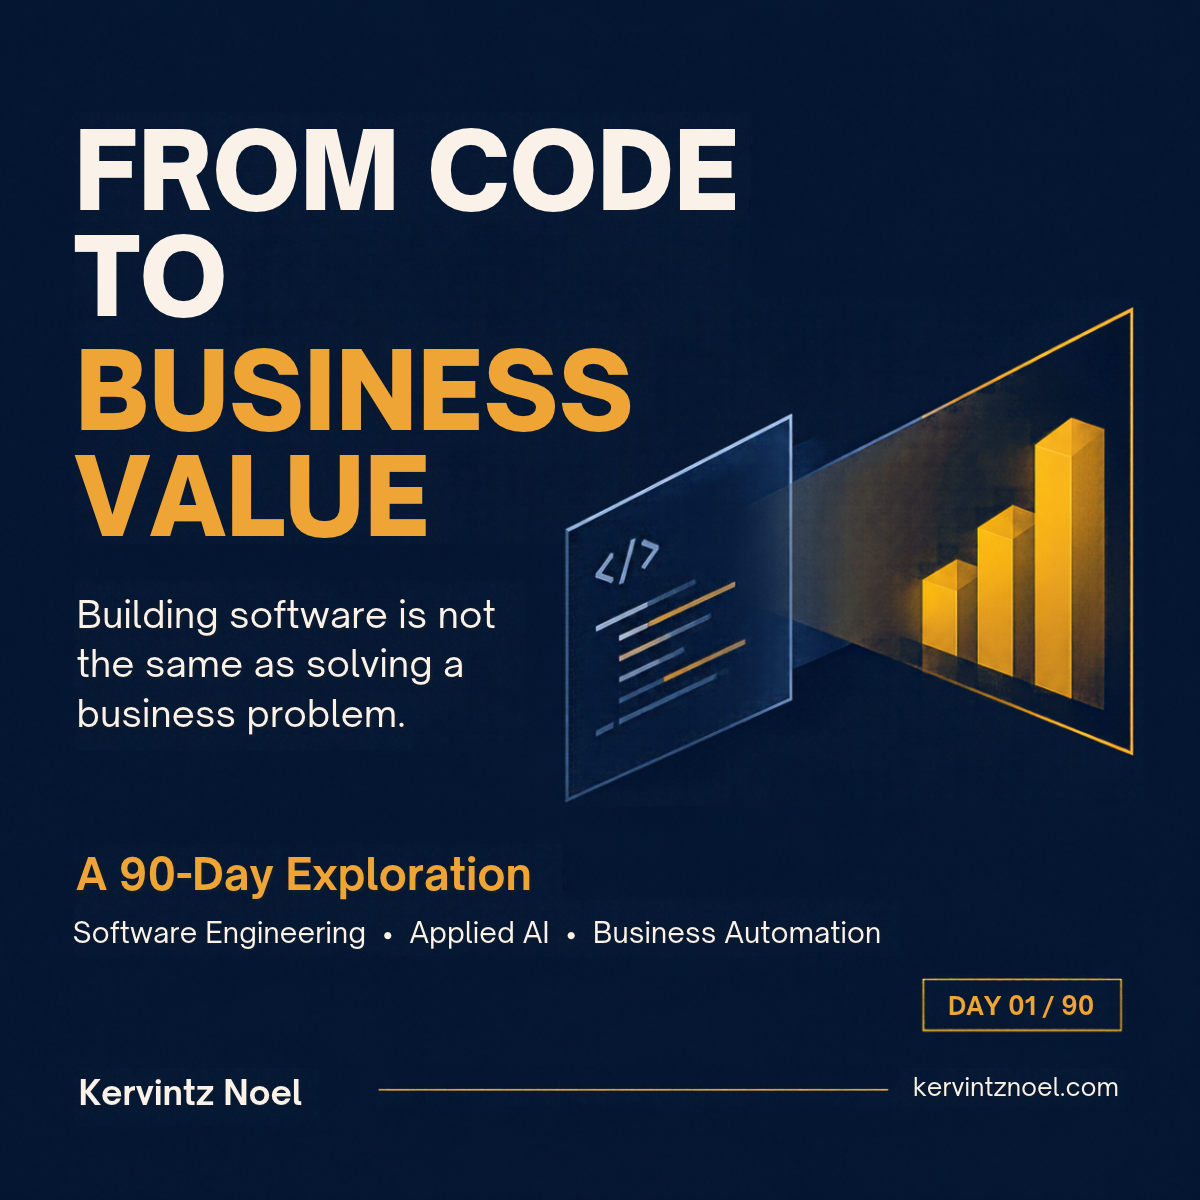 FROM CODE
TO
BUSINESS
VALUE
Building software is not
the same as solving a
business problem.
</>
A 90-Day Exploration
Software Engineering • Applied AI • Business Automation
DAY 01 / 90
Kervintz Noel
kervintznoel.com